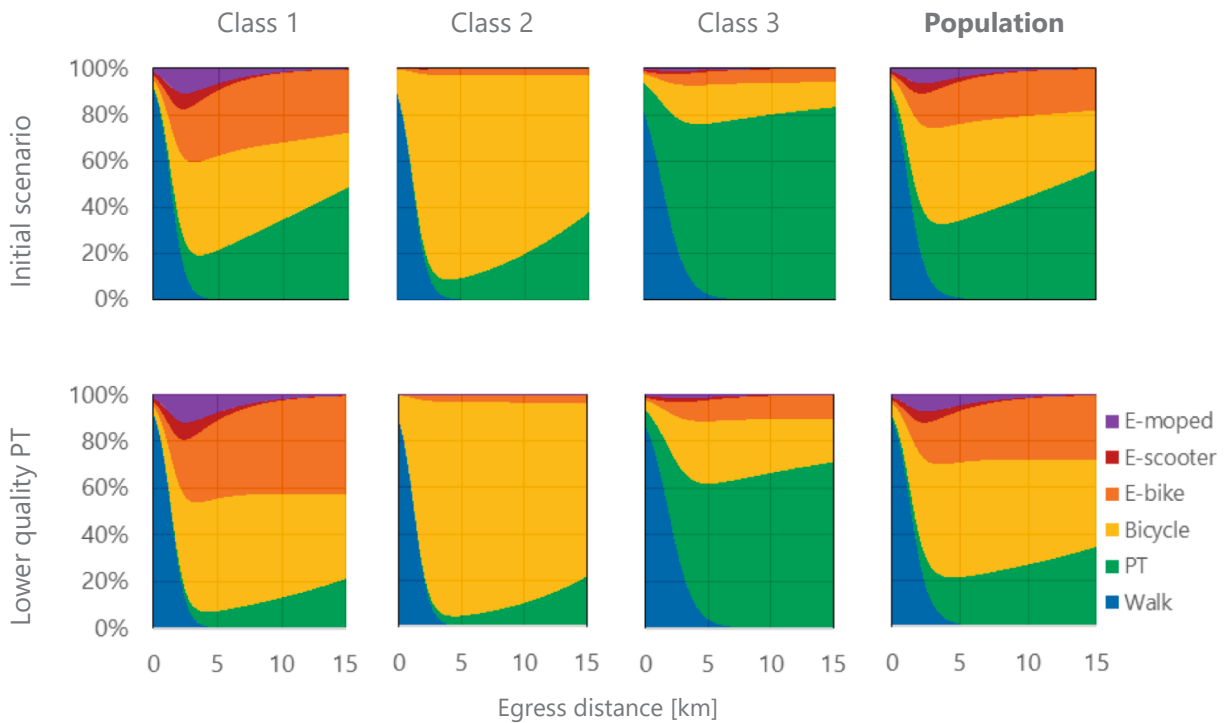 Class 1 Class 2 Class 3 Population
Initial scenario
100%
80%
60%
40%
20%
0%
Lower quality PT
100%
80%
60%
40%
20%
0%
E-moped
E-scooter
E-bike
Bicycle
PT
Walk
0 5 10 15 0 5 10 15 0 5 10 15 0 5 10 15
Egress distance [km]